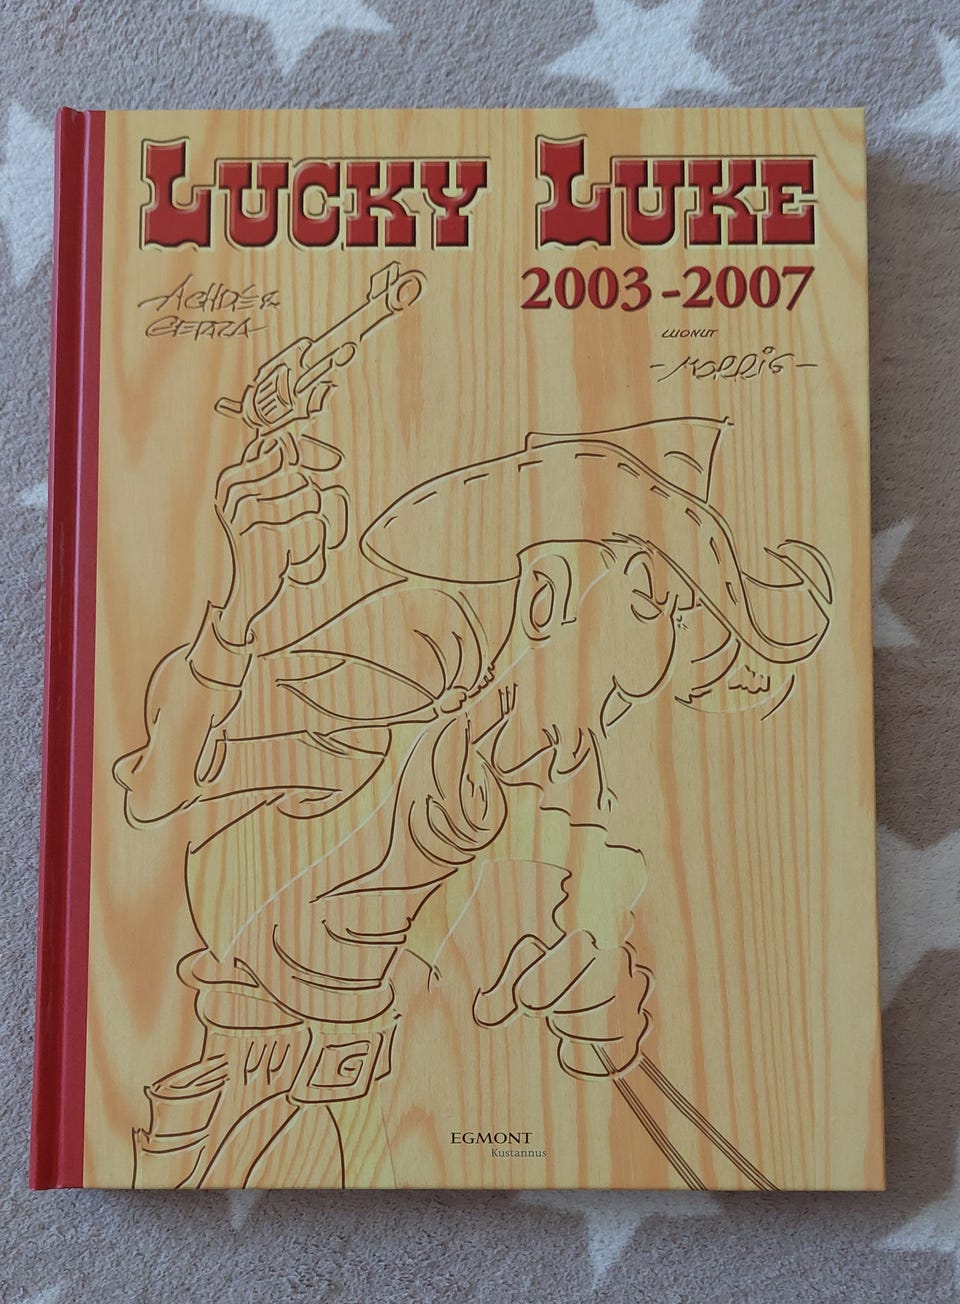 LUCKY LUKE
2003-2007
ACHDÉ &
GERRA
LUONUT
-MORRIS-
EGMONT
Kustannus